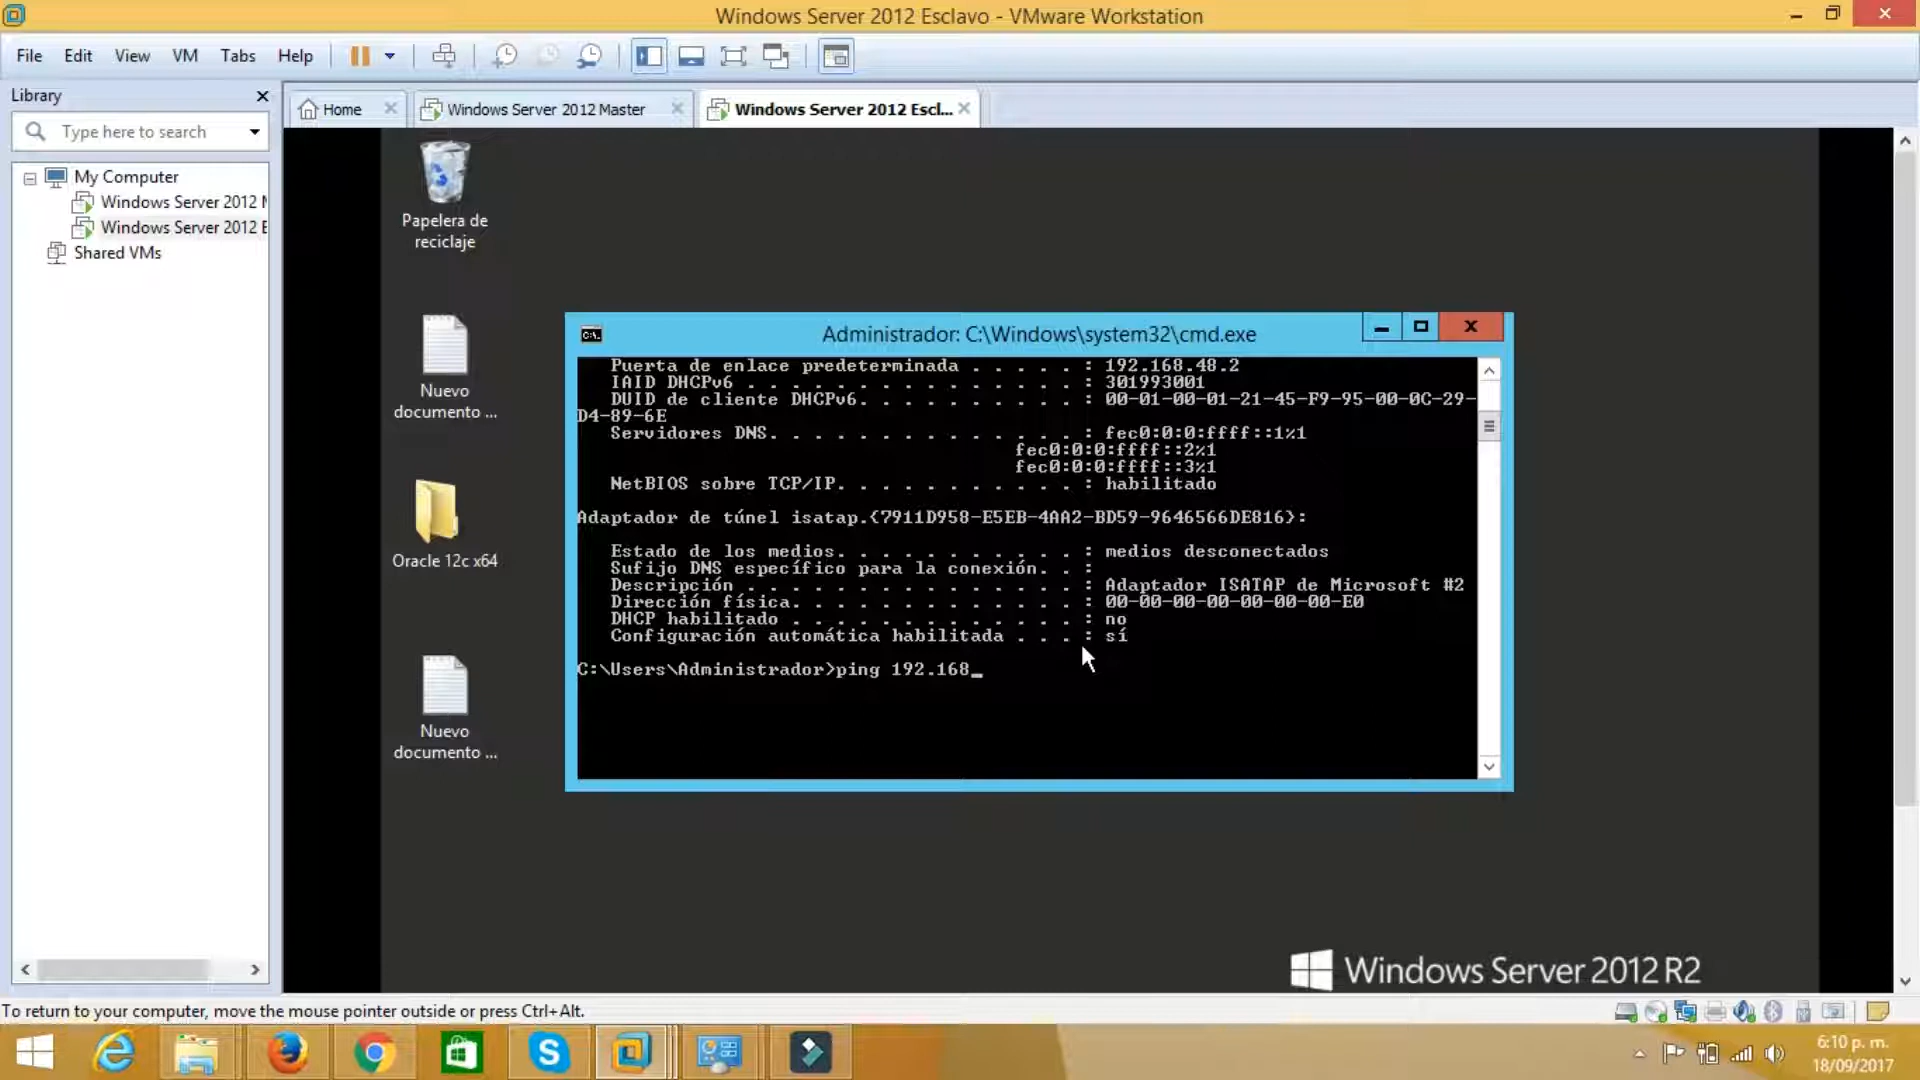 Windows Server 2012 Esclavo - VMware Workstation
File Edit View VM Tabs Help
Library
Type here to search
My Computer
Windows Server 2012 M
Windows Server 2012 E
Shared VMs
Home
Windows Server 2012 Master
Windows Server 2012 Escl...
Papelera de
reciclaje
Nuevo
documento ...
Oracle 12c x64
Nuevo
documento ...
Administrador: C:\Windows\system32\cmd.exe
Puerta de enlace predeterminada . . . . . : 192.168.48.2
IAID DHCPv6 . . . . . . . . . . . . . . . : 301993001
DUID de cliente DHCPv6. . . . . . . . . . : 00-01-00-01-21-45-F9-95-00-0C-29-
D4-89-6E
Servidores DNS. . . . . . . . . . . . . . : fec0:0:0:ffff::1%1
fec0:0:0:ffff::2%1
fec0:0:0:ffff::3%1
NetBIOS sobre TCP/IP. . . . . . . . . . . : habilitado
Adaptador de túnel isatap.{7911D958-E5EB-4AA2-BD59-9646566DE816}:
Estado de los medios. . . . . . . . . . . : medios desconectados
Sufijo DNS específico para la conexión. . :
Descripción . . . . . . . . . . . . . . . : Adaptador ISATAP de Microsoft #2
Dirección física. . . . . . . . . . . . . : 00-00-00-00-00-00-00-E0
DHCP habilitado . . . . . . . . . . . . . : no
Configuración automática habilitada . . . : sí
C:\Users\Administrador>ping 192.168_
Windows Server 2012 R2
To return to your computer, move the mouse pointer outside or press Ctrl+Alt.
6:10 p. m.
18/09/2017